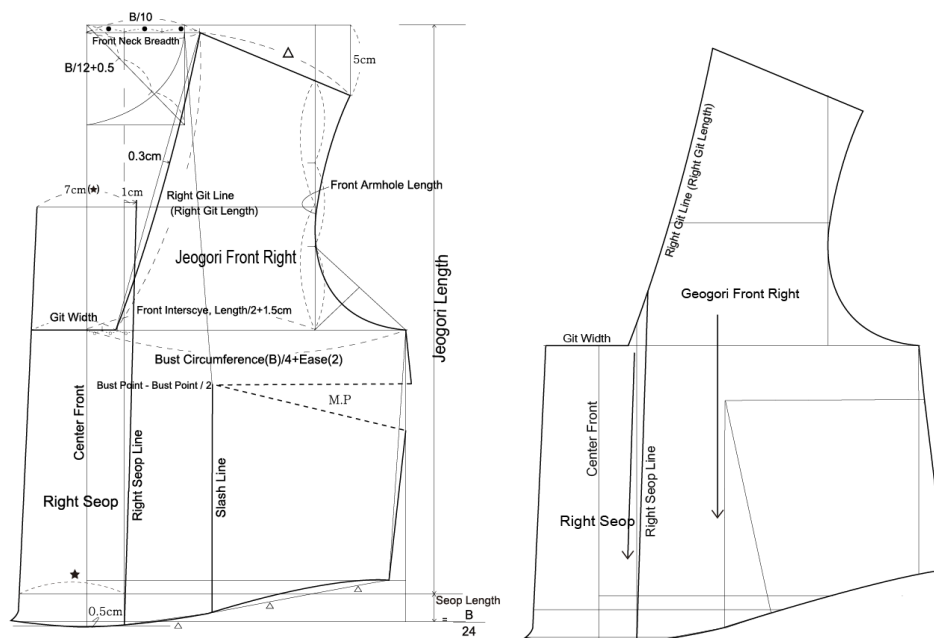 B/10
Front Neck Breadth
B/12+0.5
5cm
0.3cm
7cm(★)
1cm
Right Git Line
(Right Git Length)
Front Armhole Length
Jeogori Front Right
Git Width
Front Interscye, Length/2+1.5cm
Bust Circumference(B)/4+Ease(2)
Bust Point - Bust Point / 2
M.P
Center Front
Right Seop Line
Slash Line
Right Seop
0.5cm
Jeogori Length
Seop Length
= B/24
Right Git Line (Right Git Length)
Geogori Front Right
Git Width
Center Front
Right Seop Line
Right Seop